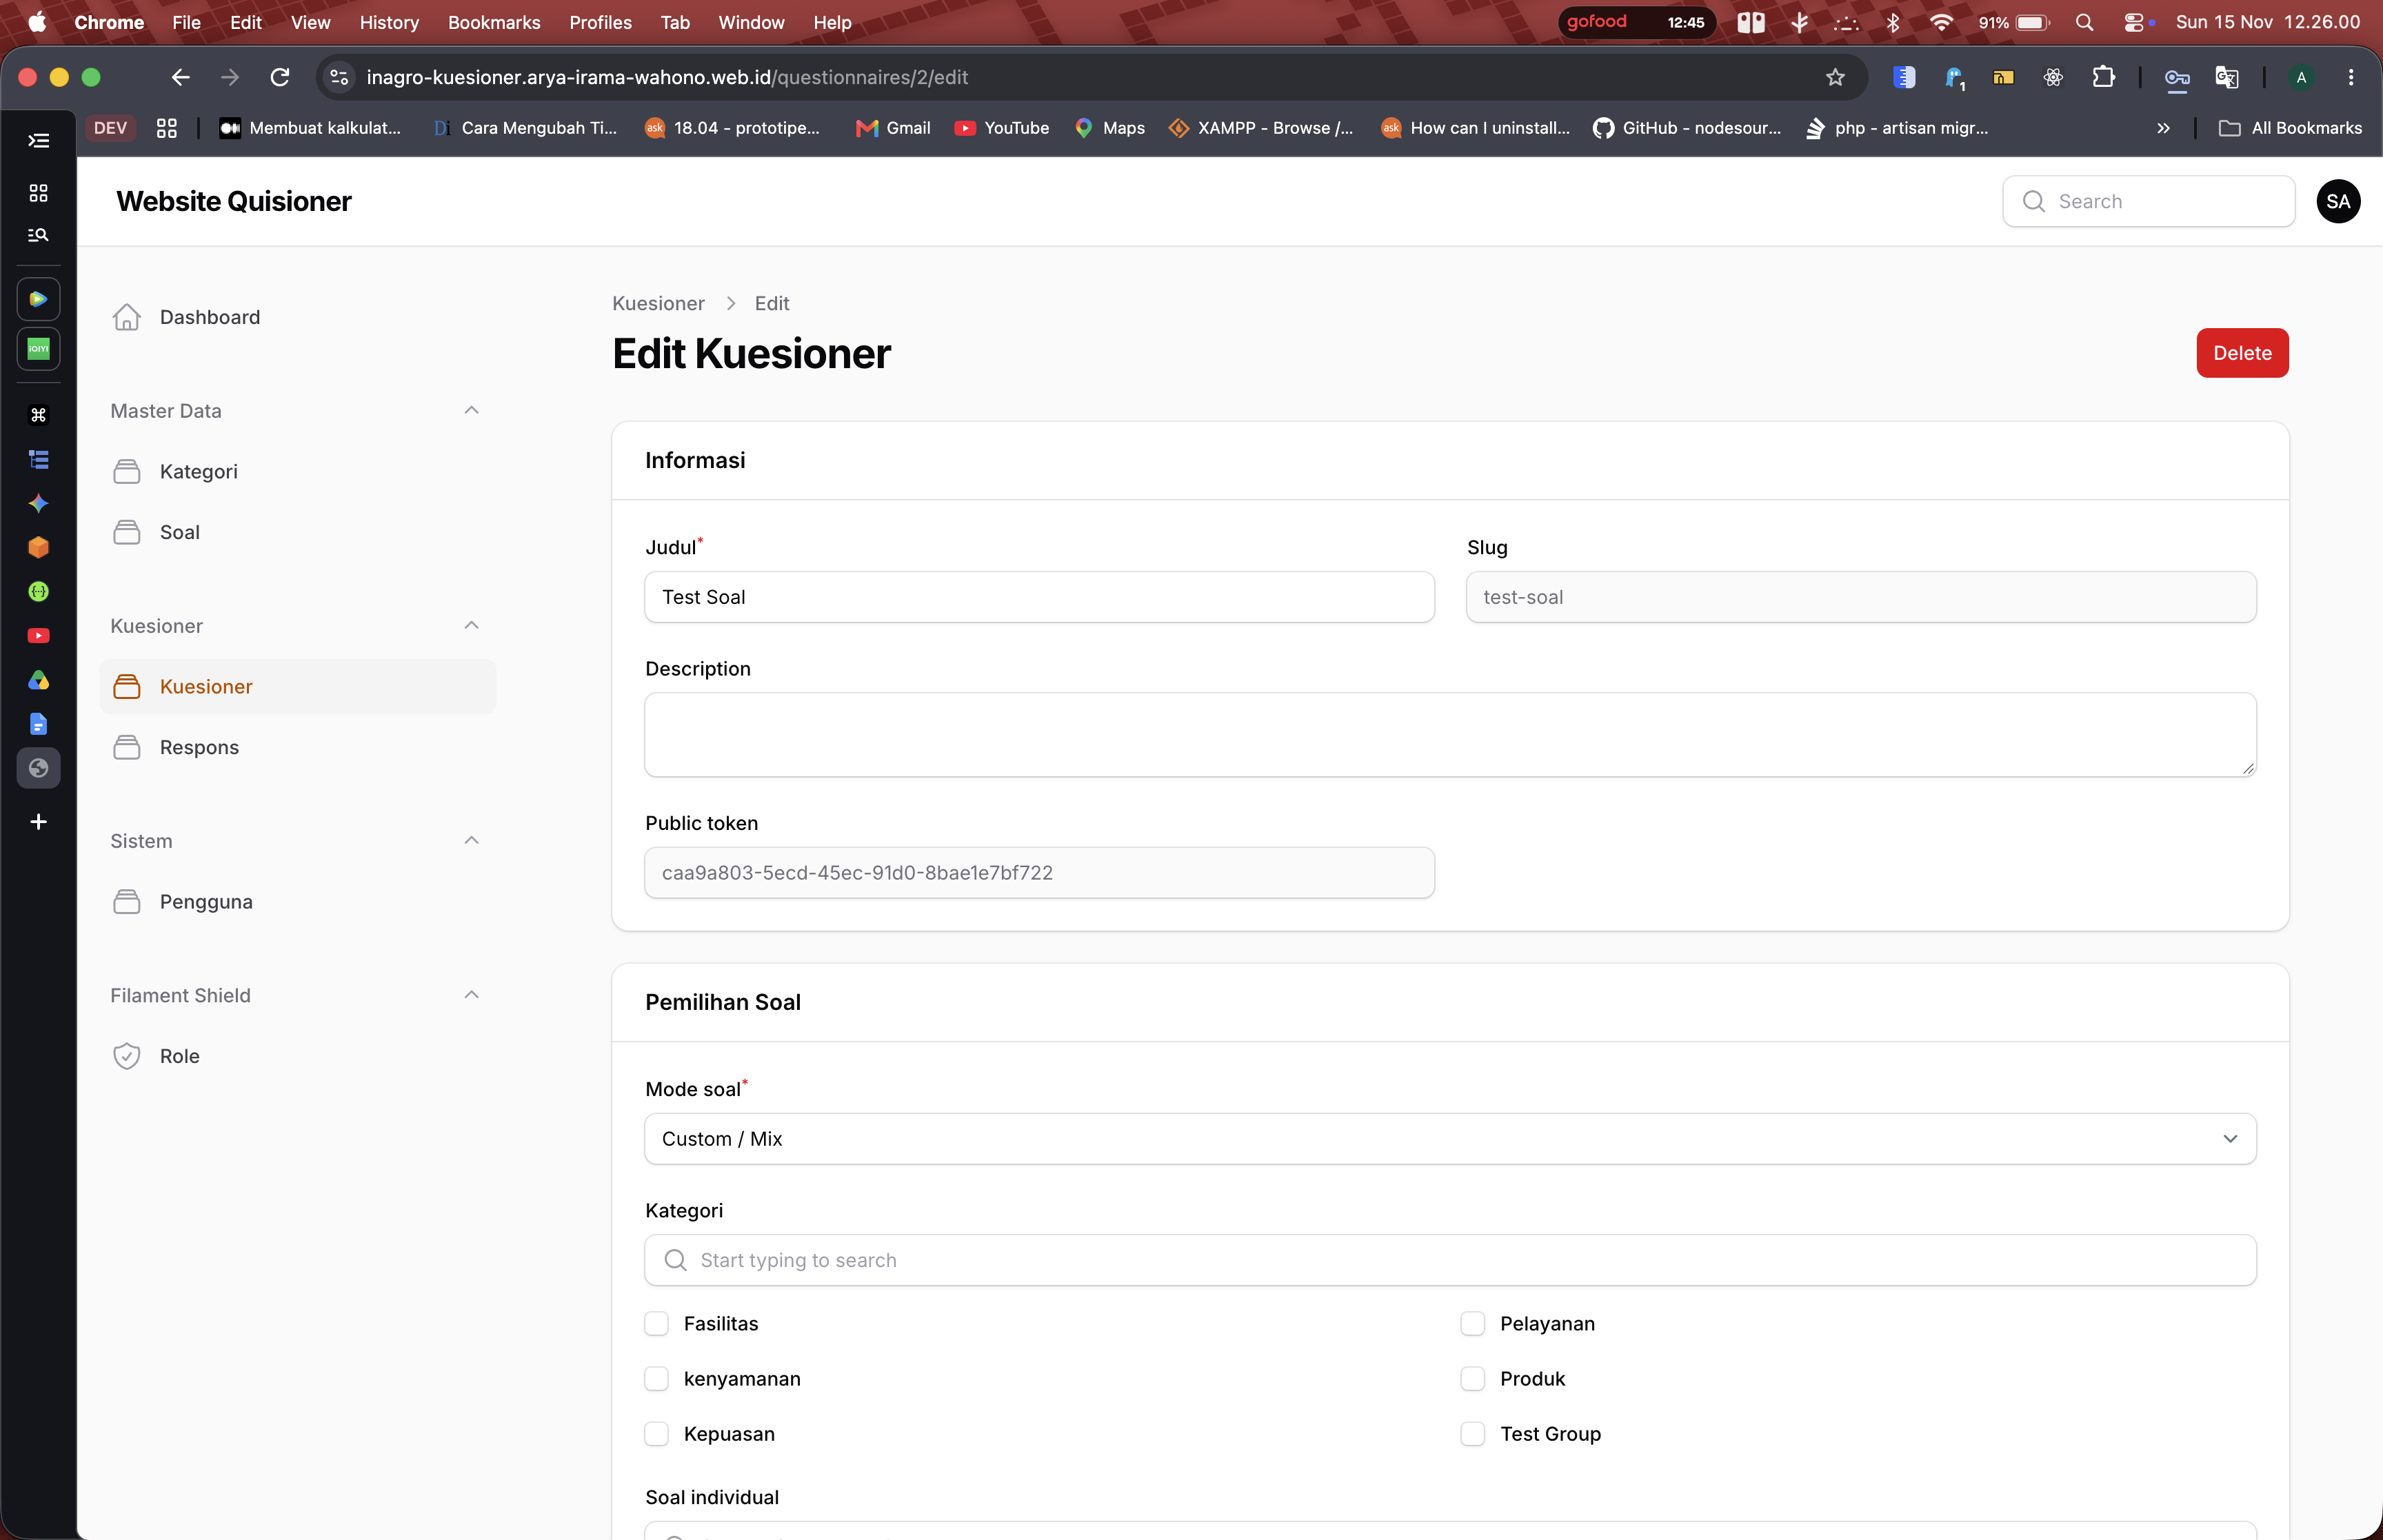 Chrome File Edit View History Bookmarks Profiles Tab Window Help gofood 12:45 91% Sun 15 Nov 12.26.00
inagro-kuesioner.arya-irama-wahono.web.id/questionnaires/2/edit 1 A
DEV Membuat kalkulat... Di Cara Mengubah Ti... ask 18.04 - prototipe... Gmail YouTube Maps XAMPP - Browse /... ask How can I uninstall... GitHub - nodesour... php - artisan migr... » All Bookmarks
Website Quisioner
Search
SA
iQIYI
Dashboard
Master Data
Kategori
Soal
Kuesioner
Kuesioner
Respons
Sistem
Pengguna
Filament Shield
Role
Kuesioner > Edit
Edit Kuesioner
Delete
Informasi
Judul*
Test Soal
Slug
test-soal
Description
Public token
caa9a803-5ecd-45ec-91d0-8bae1e7bf722
Pemilihan Soal
Mode soal*
Custom / Mix
Kategori
Start typing to search
Fasilitas
Pelayanan
kenyamanan
Produk
Kepuasan
Test Group
Soal individual